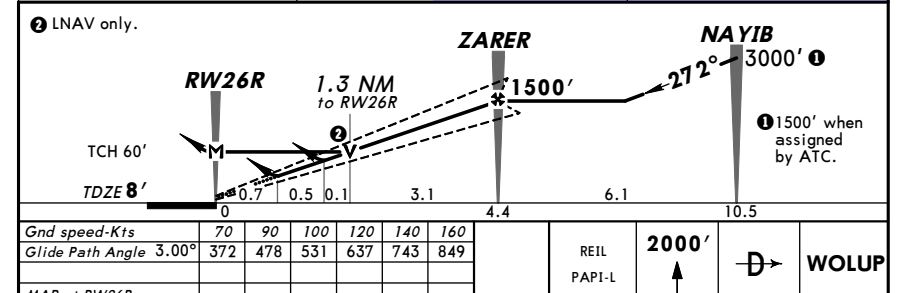 ❷ LNAV only.
ZARER
NAYIB
RW26R
1.3 NM
to RW26R
1500'
272°
3000' ❶
❷
M
V
TCH 60'
❶1500' when
assigned
by ATC.
TDZE 8'
0.7 0.5 0.1 3.1 6.1
0 4.4 10.5
Gnd speed-Kts 70 90 100 120 140 160
Glide Path Angle 3.00° 372 478 531 637 743 849
REIL
PAPI-L
2000'
D
WOLUP
MAP at RW26R